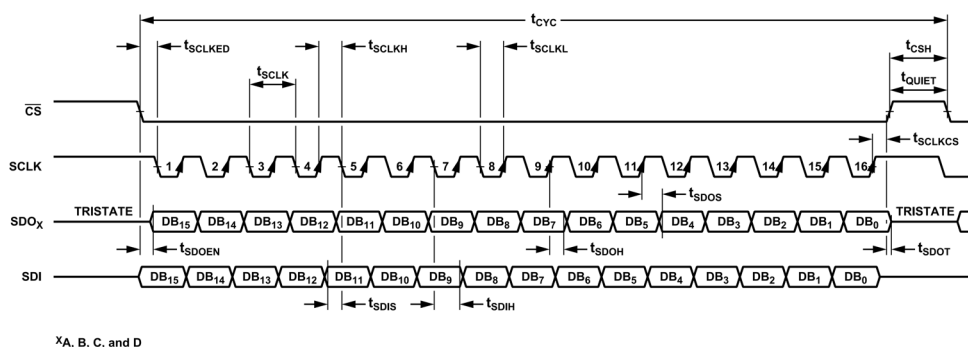 tCYC
tSCLKED tSCLKH tSCLKL tCSH
tSCLK tQUIET
CS
tSCLKCS
SCLK 1 2 3 4 5 6 7 8 9 10 11 12 13 14 15 16
tSDOS
SDOX TRISTATE DB15 DB14 DB13 DB12 DB11 DB10 DB9 DB8 DB7 DB6 DB5 DB4 DB3 DB2 DB1 DB0 TRISTATE
tSDOEN tSDOH tSDOT
SDI DB15 DB14 DB13 DB12 DB11 DB10 DB9 DB8 DB7 DB6 DB5 DB4 DB3 DB2 DB1 DB0
tSDIS tSDIH
XA, B, C, and D